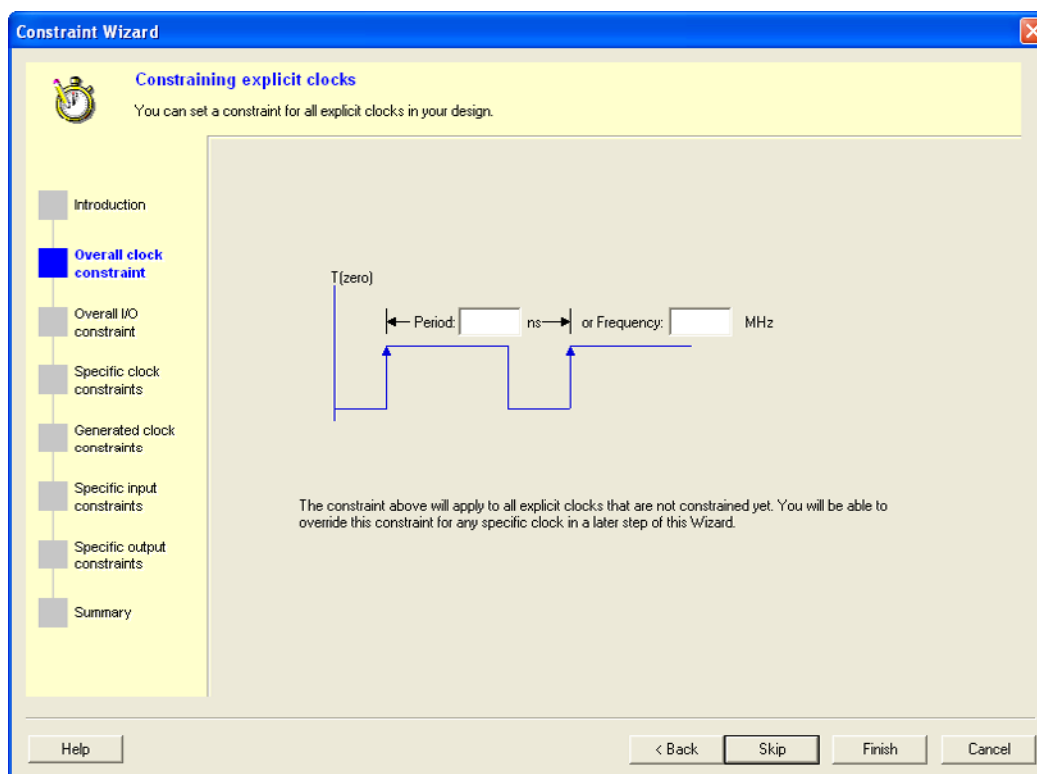 Constraint Wizard
Constraining explicit clocks
You can set a constraint for all explicit clocks in your design.
Introduction
Overall clock
constraint
Overall I/O
constraint
Specific clock
constraints
Generated clock
constraints
Specific input
constraints
Specific output
constraints
Summary
T(zero)
Period: ns or Frequency: MHz
The constraint above will apply to all explicit clocks that are not constrained yet. You will be able to
override this constraint for any specific clock in a later step of this Wizard.
Help < Back Skip Finish Cancel